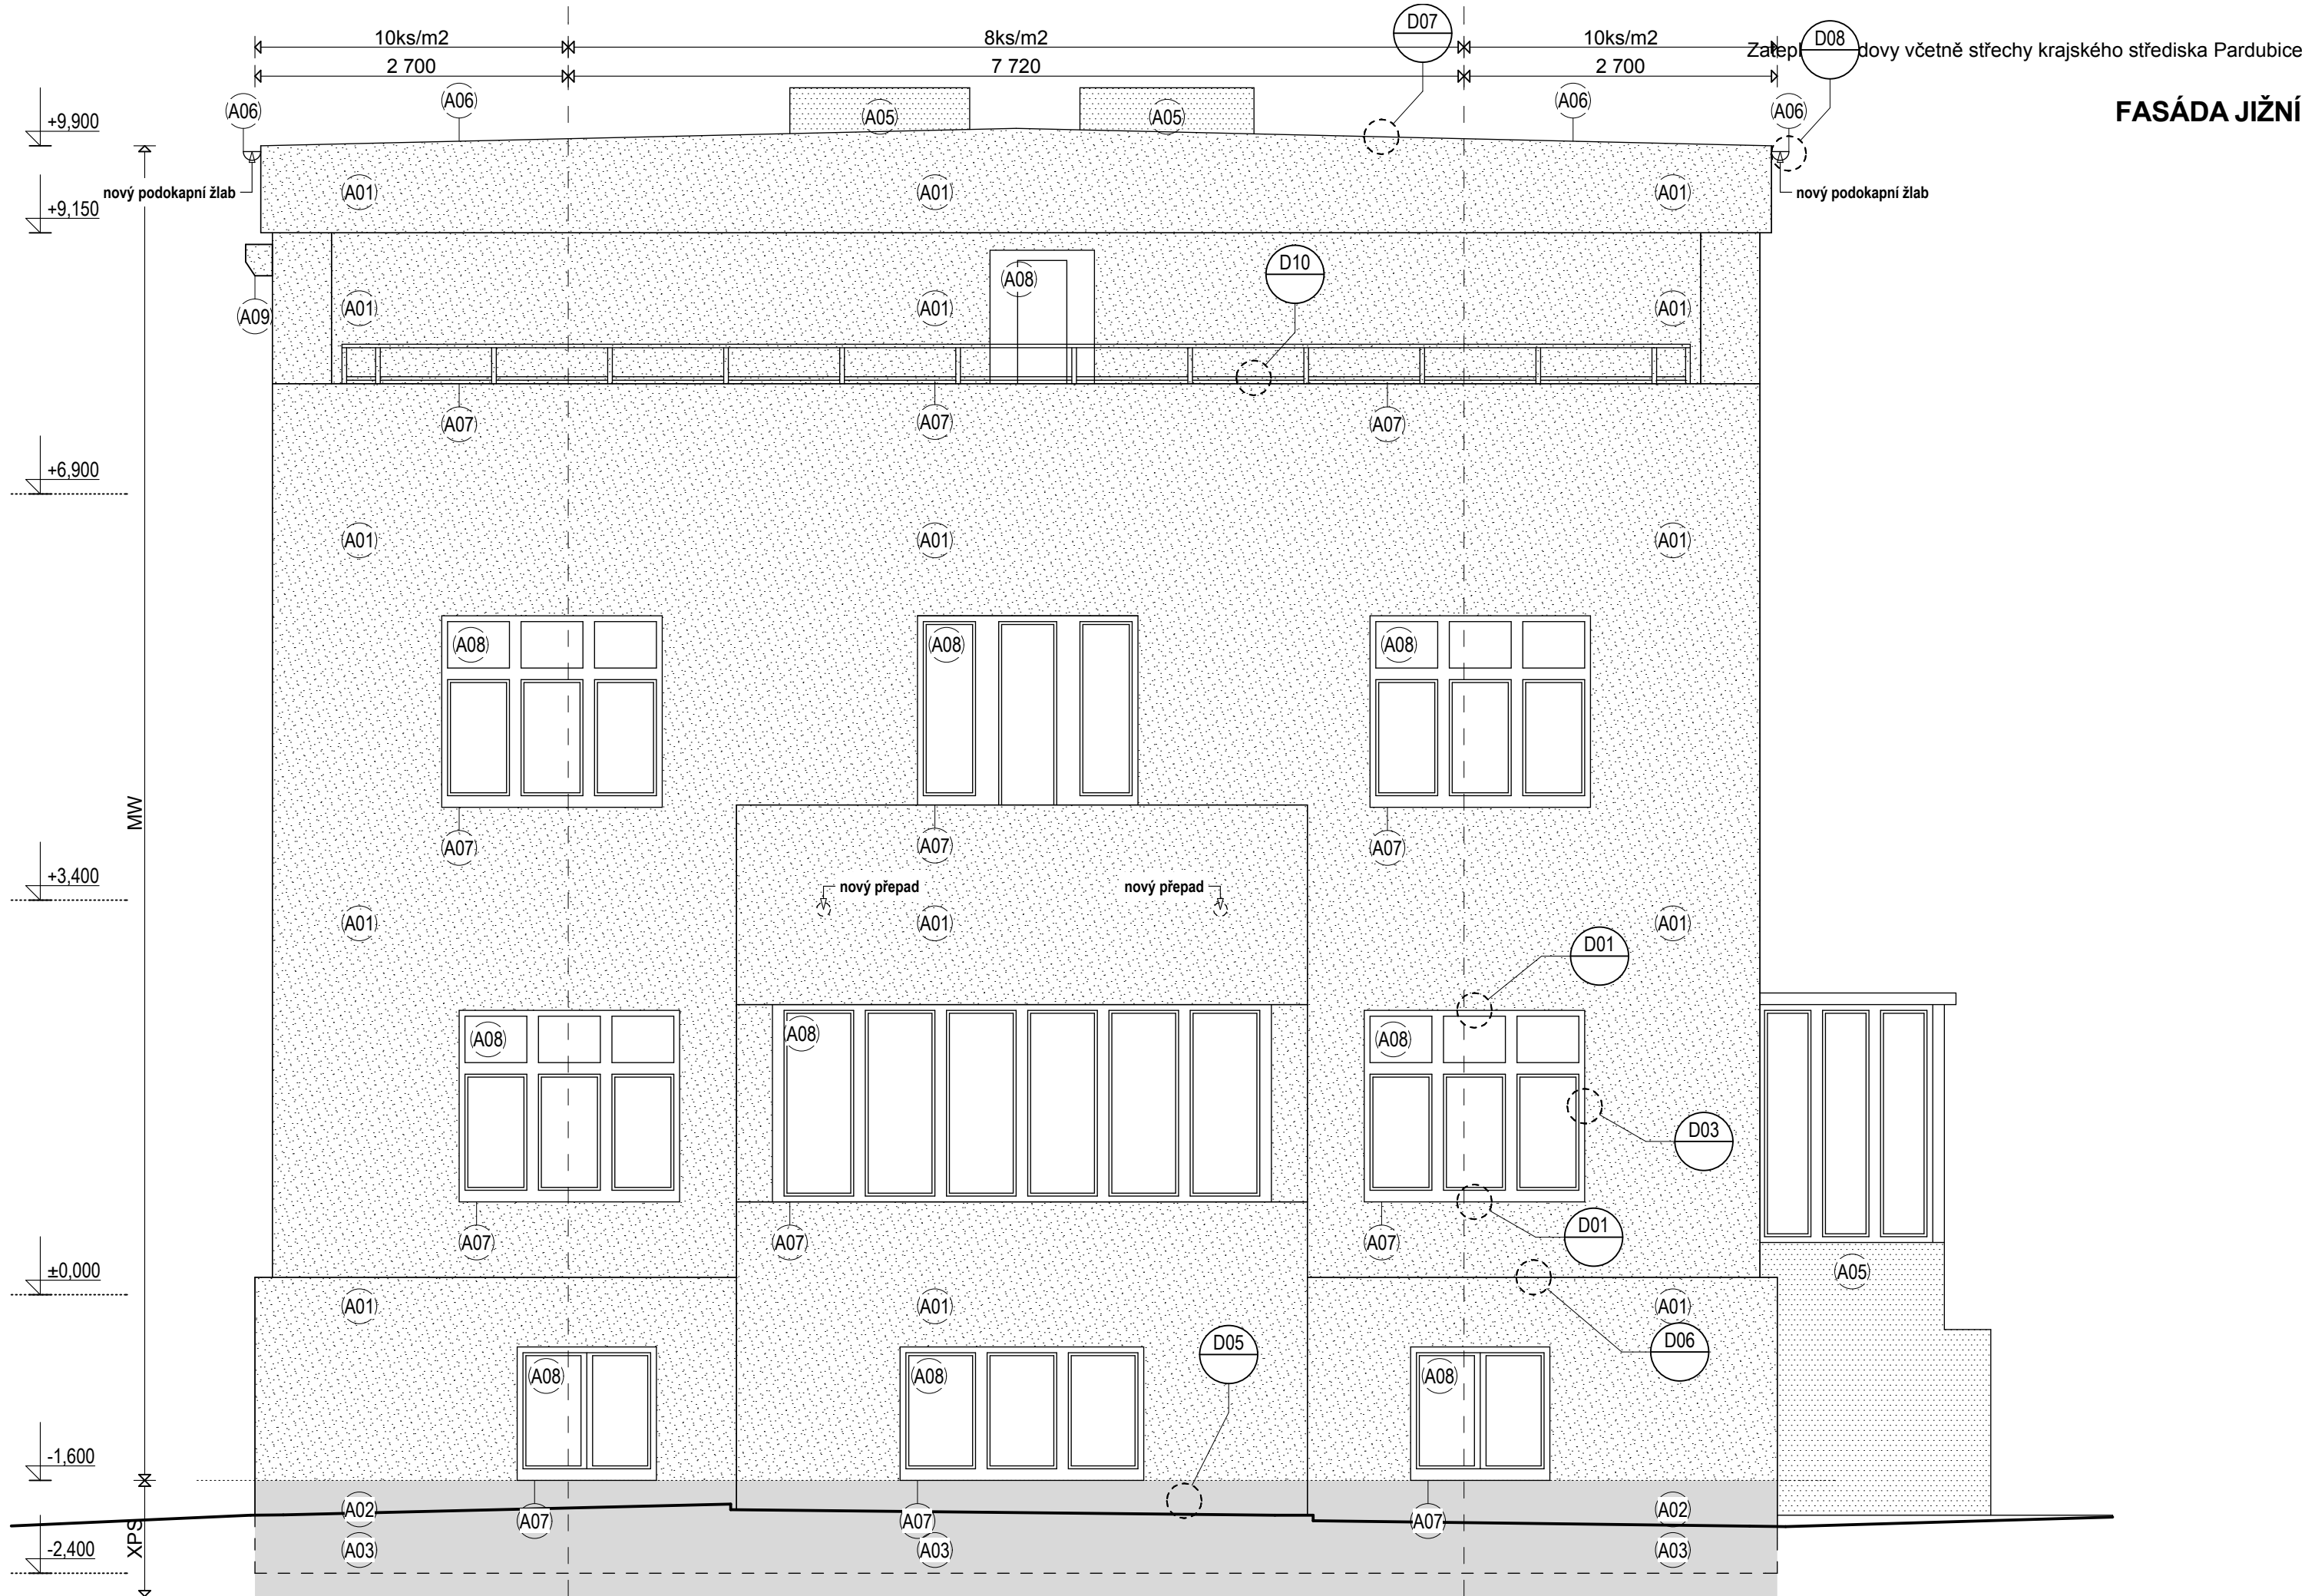 10ks/m2 8ks/m2 10ks/m2
2 700 7 720 2 700
D07
D08
dovy včetně střechy krajského střediska Pardubice
FASÁDA JIŽNÍ
A06 A06 A05 A05 A06 A06
+9,900
nový podokapní žlab A01 A01 A01 nový podokapní žlab
+9,150
D10
A08
A09 A01 A01 A01
A07 A07 A07
+6,900
A01 A01 A01
A08 A08 A08
MW
A07 A07 A07
+3,400
nový přepad nový přepad
A01 A01 A01
D01
A08 A08 A08
D03
D01
A07 A07 A07
±0,000
A05
A01 A01 A01
D05 D06
A08 A08 A08
-1,600
A02 A02
A07 A07 A07
XPS
-2,400
A03 A03 A03